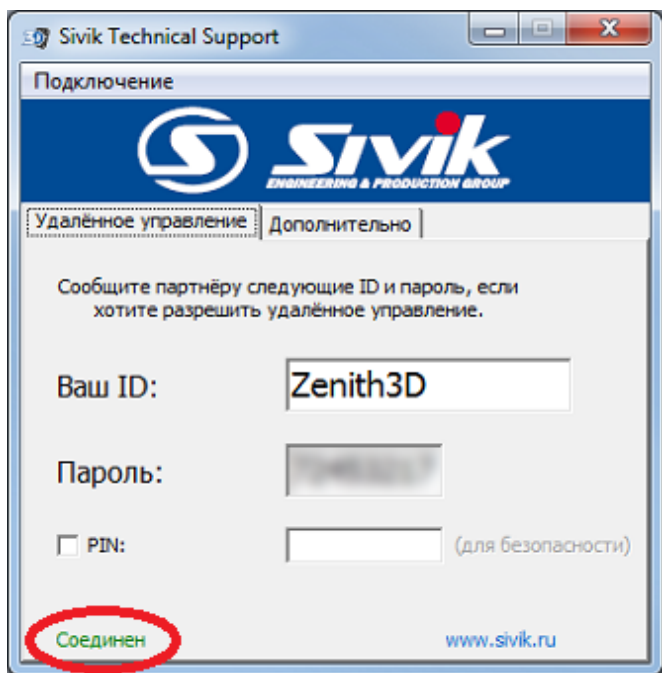 Sivik Technical Support
Подключение
SIVIK
ENGINEERING & PRODUCTION GROUP
Удалённое управление
Дополнительно
Сообщите партнёру следующие ID и пароль, если
хотите разрешить удалённое управление.
Ваш ID:
Zenith3D
Пароль:
PIN:
(для безопасности)
Соединен
www.sivik.ru